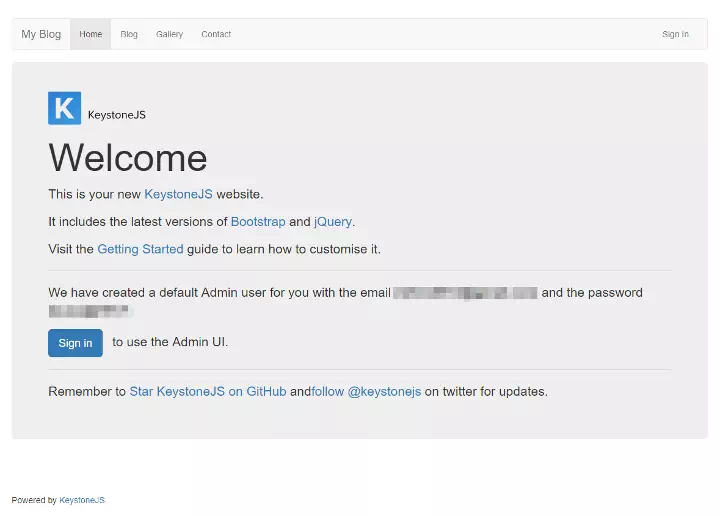 My Blog Home Blog Gallery Contact Sign In
K KeystoneJS
Welcome
This is your new KeystoneJS website.
It includes the latest versions of Bootstrap and jQuery.
Visit the Getting Started guide to learn how to customise it.
We have created a default Admin user for you with the email and the password
Sign in to use the Admin UI.
Remember to Star KeystoneJS on GitHub andfollow @keystonejs on twitter for updates.
Powered by KeystoneJS